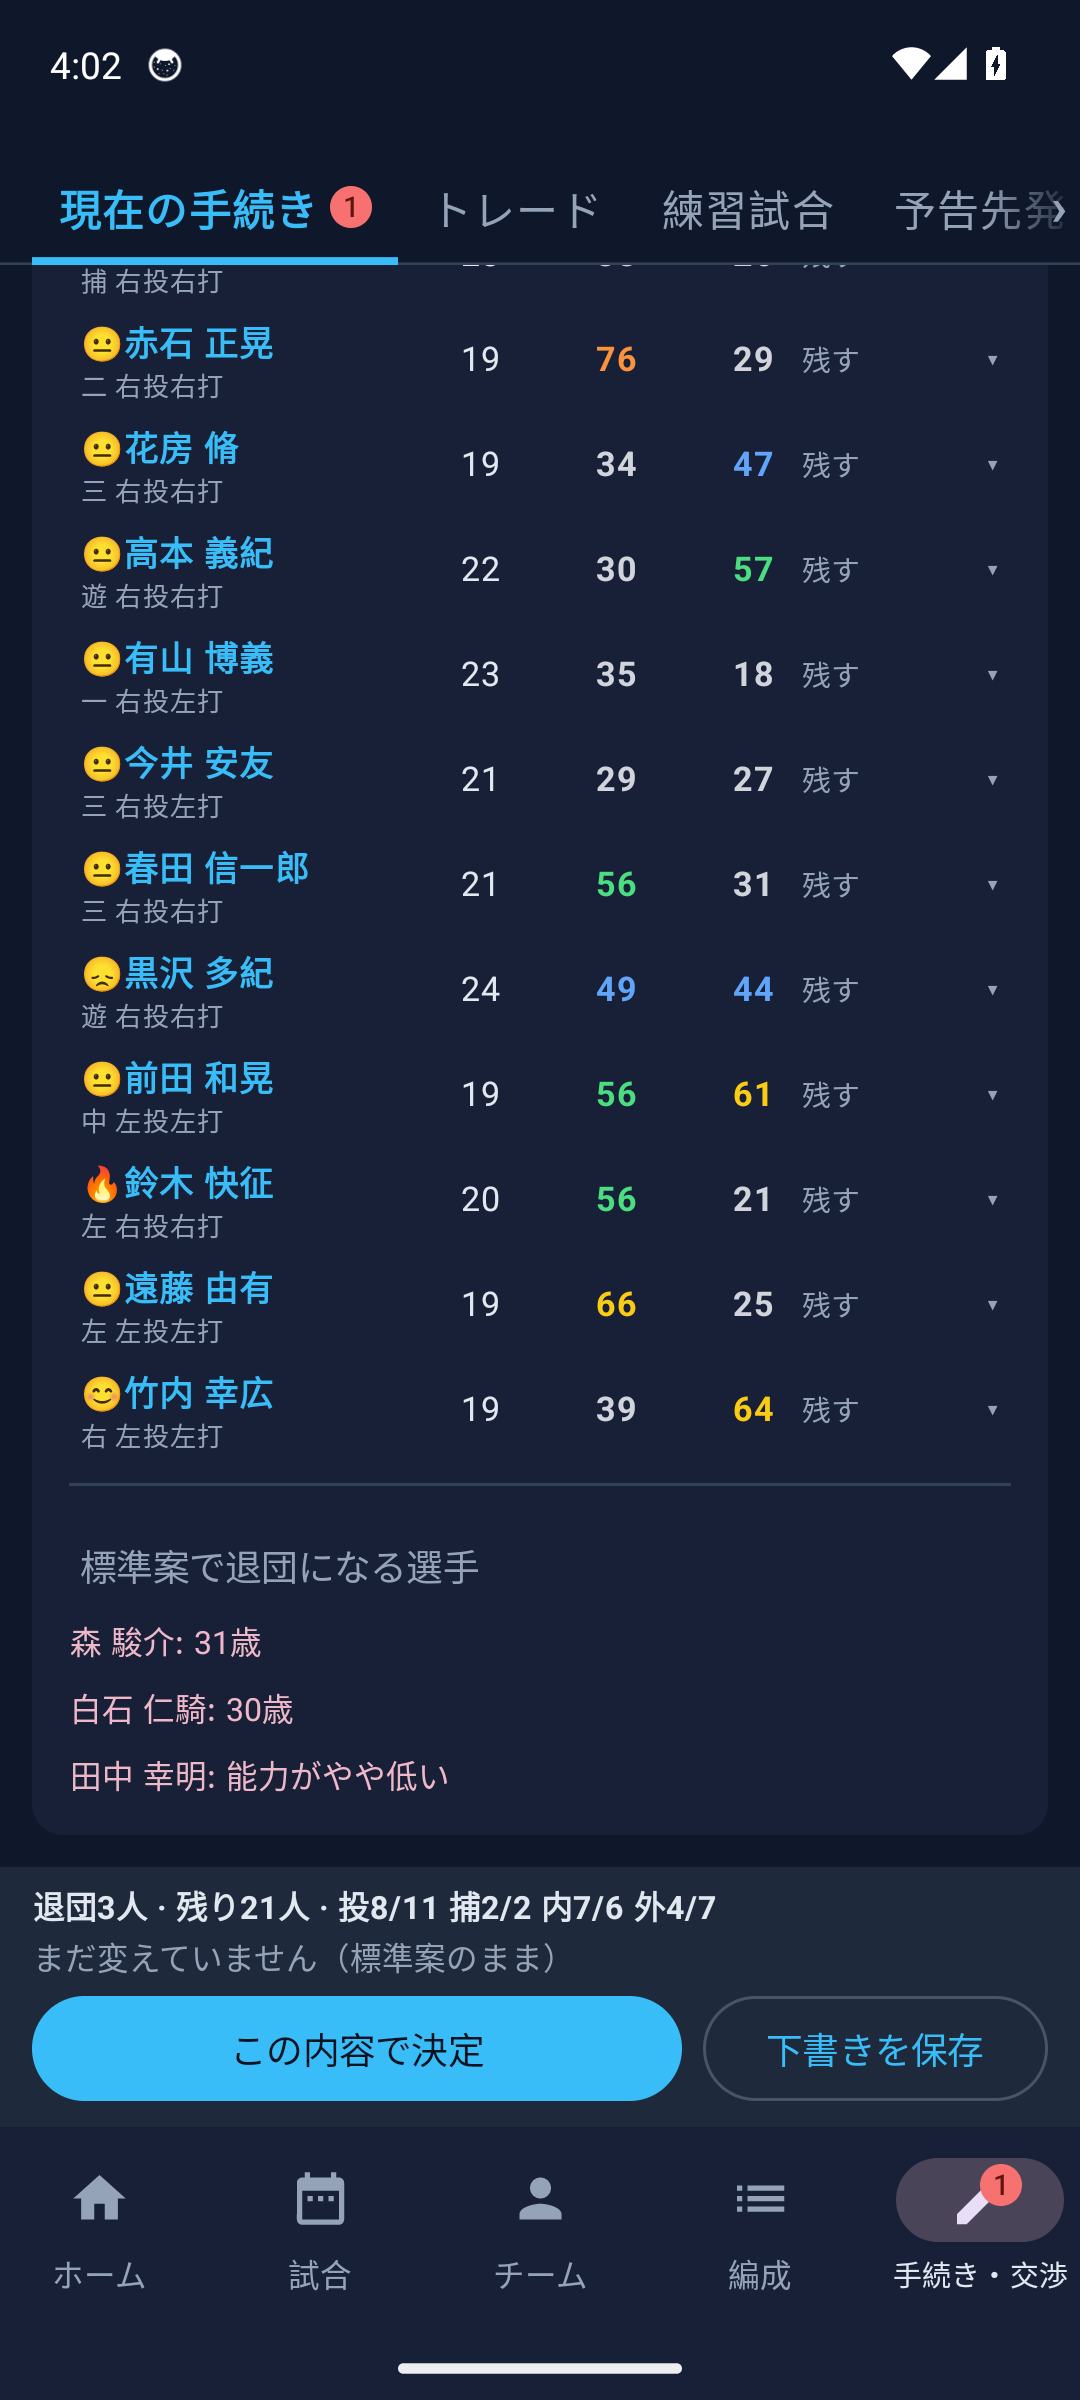 4:02
現在の手続き 1 トレード 練習試合 予告先発
捕 右投右打
赤石 正晃 19 76 29 残す
二 右投右打
花房 脩 19 34 47 残す
三 右投右打
高本 義紀 22 30 57 残す
遊 右投右打
有山 博義 23 35 18 残す
一 右投左打
今井 安友 21 29 27 残す
三 右投左打
春田 信一郎 21 56 31 残す
三 右投右打
黒沢 多紀 24 49 44 残す
遊 右投右打
前田 和晃 19 56 61 残す
中 左投左打
鈴木 快征 20 56 21 残す
左 右投右打
遠藤 由有 19 66 25 残す
左 左投左打
竹内 幸広 19 39 64 残す
右 左投左打
標準案で退団になる選手
森 駿介: 31歳
白石 仁騎: 30歳
田中 幸明: 能力がやや低い
退団3人 · 残り21人 · 投8/11 捕2/2 内7/6 外4/7
まだ変えていません（標準案のまま）
この内容で決定 下書きを保存
1
ホーム 試合 チーム 編成 手続き・交渉